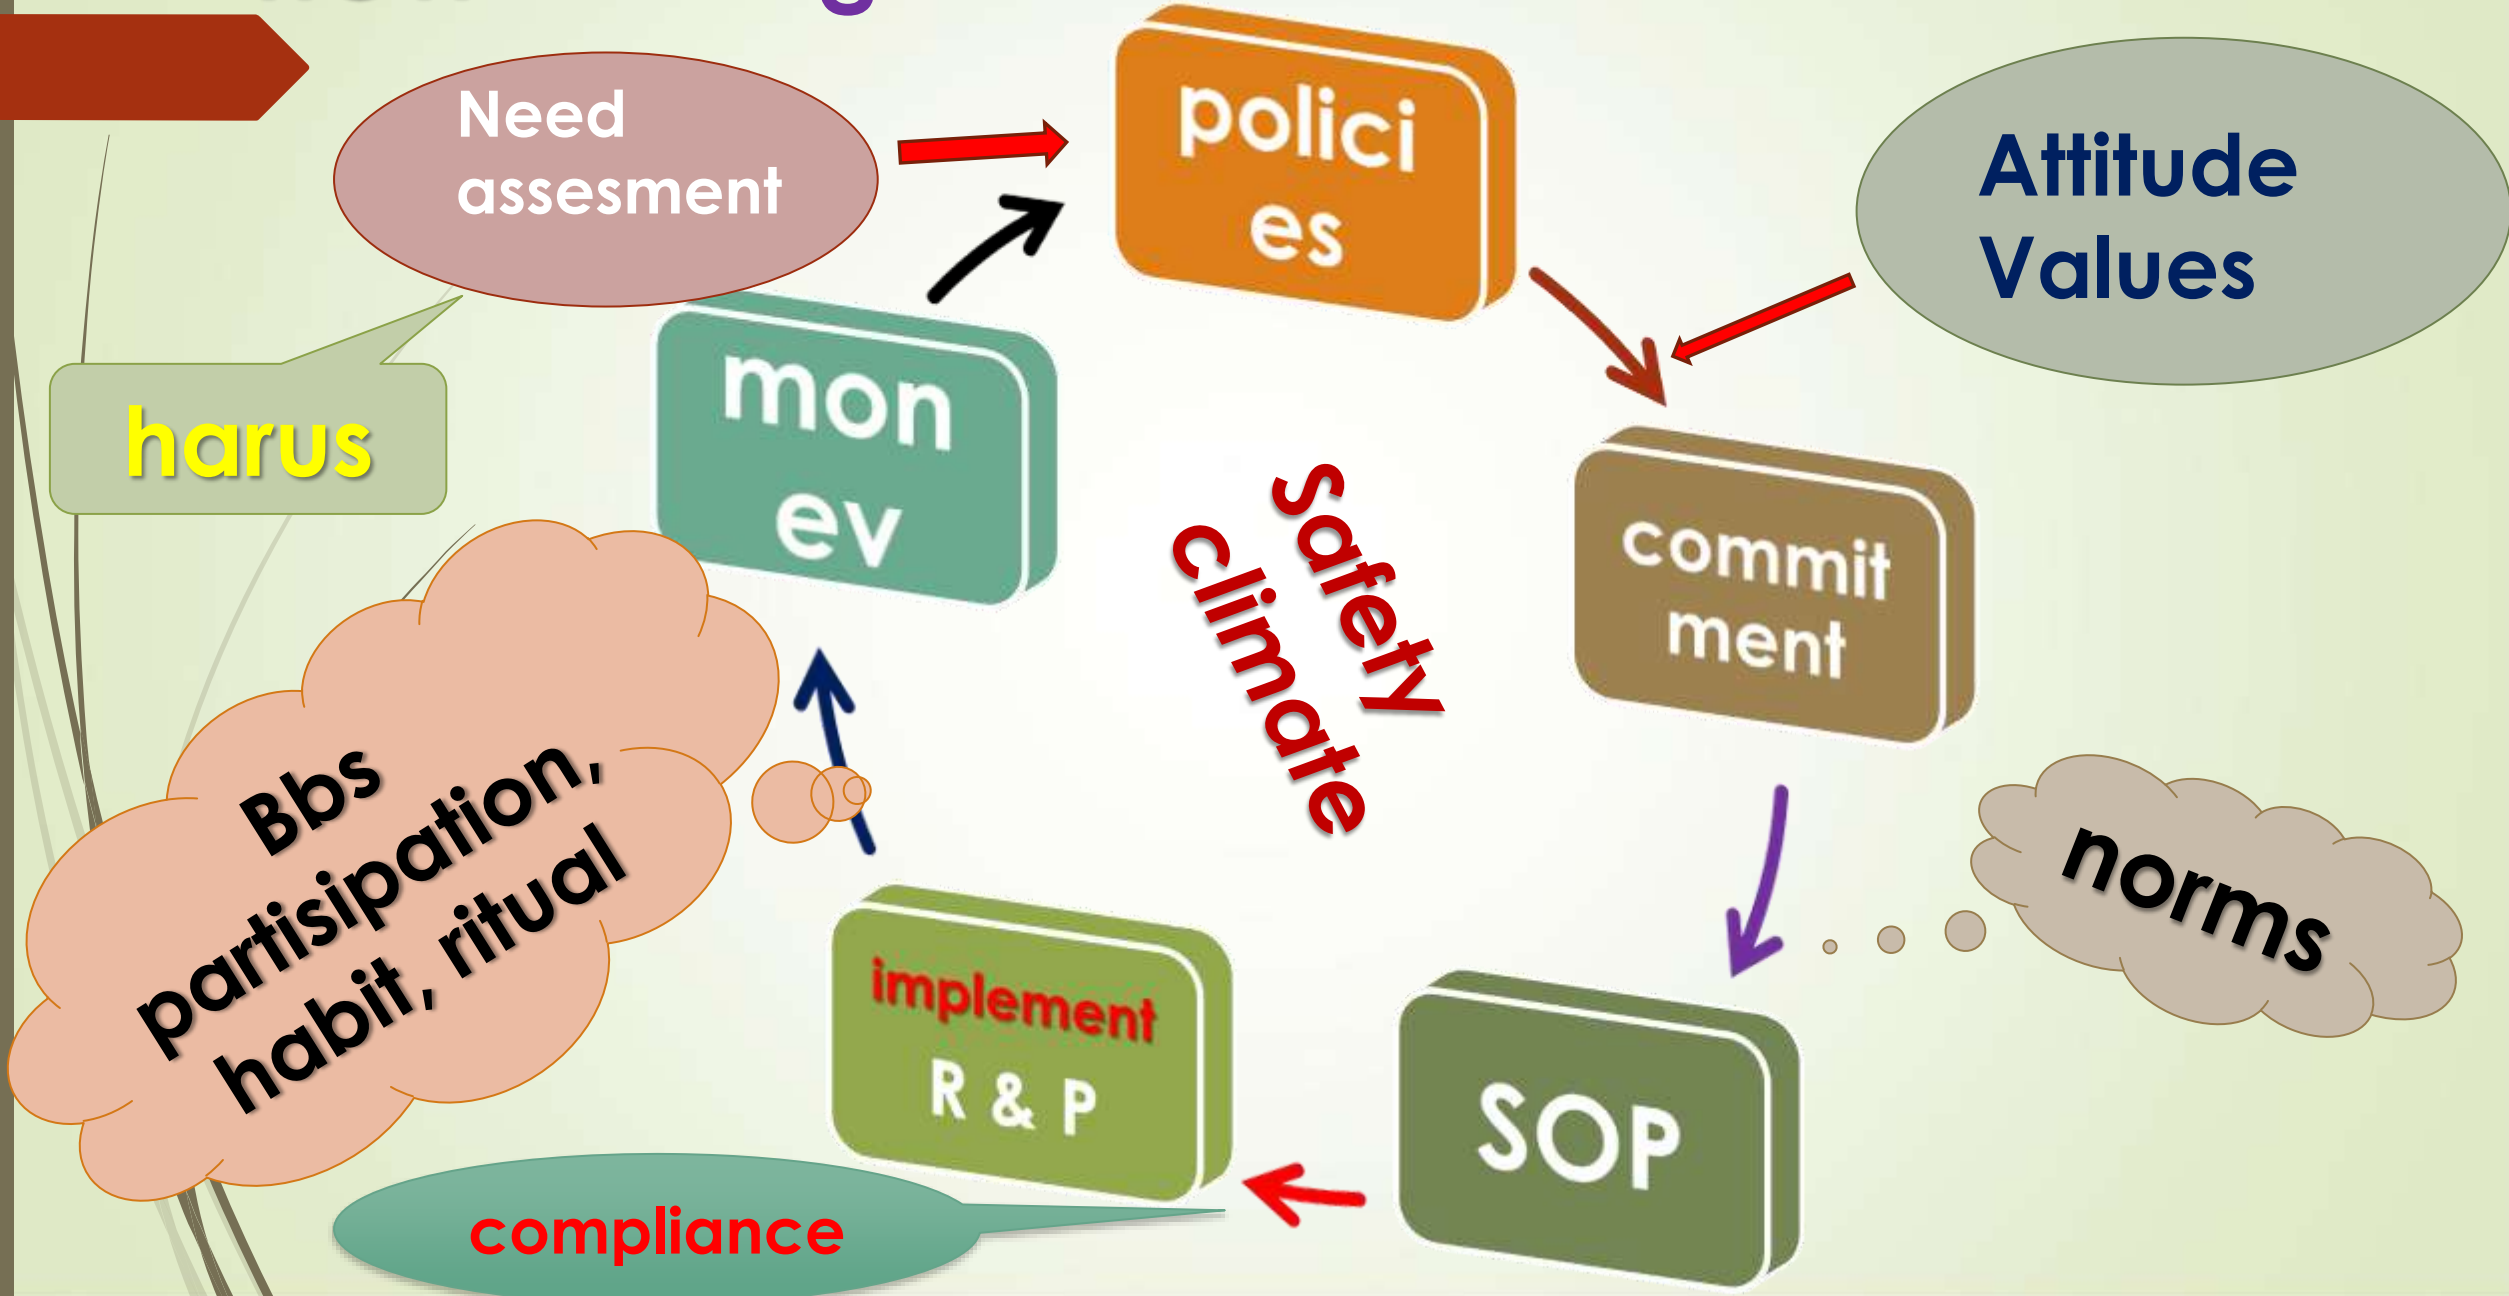 Need
assesment
polici
es
Attitude
Values
mon
ev
harus
Safety
Climate
commit
ment
Bbs
partisipation,
habit, ritual
norms
implement
R & P
SOP
compliance